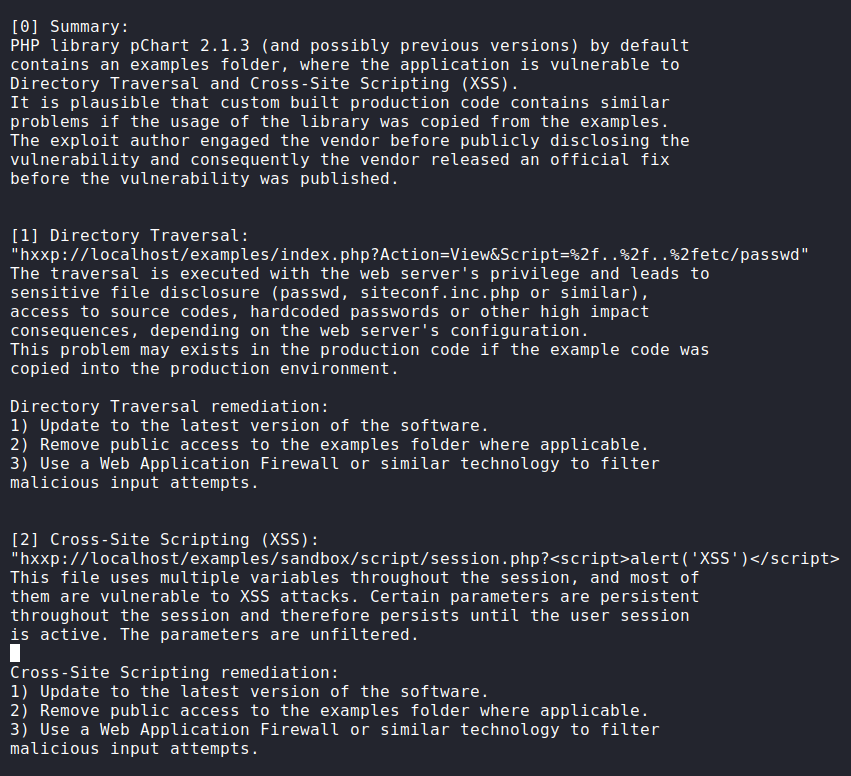 [0] Summary:
PHP library pChart 2.1.3 (and possibly previous versions) by default
contains an examples folder, where the application is vulnerable to
Directory Traversal and Cross-Site Scripting (XSS).
It is plausible that custom built production code contains similar
problems if the usage of the library was copied from the examples.
The exploit author engaged the vendor before publicly disclosing the
vulnerability and consequently the vendor released an official fix
before the vulnerability was published.
[1] Directory Traversal:
"hxxp://localhost/examples/index.php?Action=View&Script=%2f..%2f..%2fetc/passwd"
The traversal is executed with the web server's privilege and leads to
sensitive file disclosure (passwd, siteconf.inc.php or similar),
access to source codes, hardcoded passwords or other high impact
consequences, depending on the web server's configuration.
This problem may exists in the production code if the example code was
copied into the production environment.
Directory Traversal remediation:
1) Update to the latest version of the software.
2) Remove public access to the examples folder where applicable.
3) Use a Web Application Firewall or similar technology to filter
malicious input attempts.
[2] Cross-Site Scripting (XSS):
"hxxp://localhost/examples/sandbox/script/session.php?<script>alert('XSS')</script>
This file uses multiple variables throughout the session, and most of
them are vulnerable to XSS attacks. Certain parameters are persistent
throughout the session and therefore persists until the user session
is active. The parameters are unfiltered.
Cross-Site Scripting remediation:
1) Update to the latest version of the software.
2) Remove public access to the examples folder where applicable.
3) Use a Web Application Firewall or similar technology to filter
malicious input attempts.